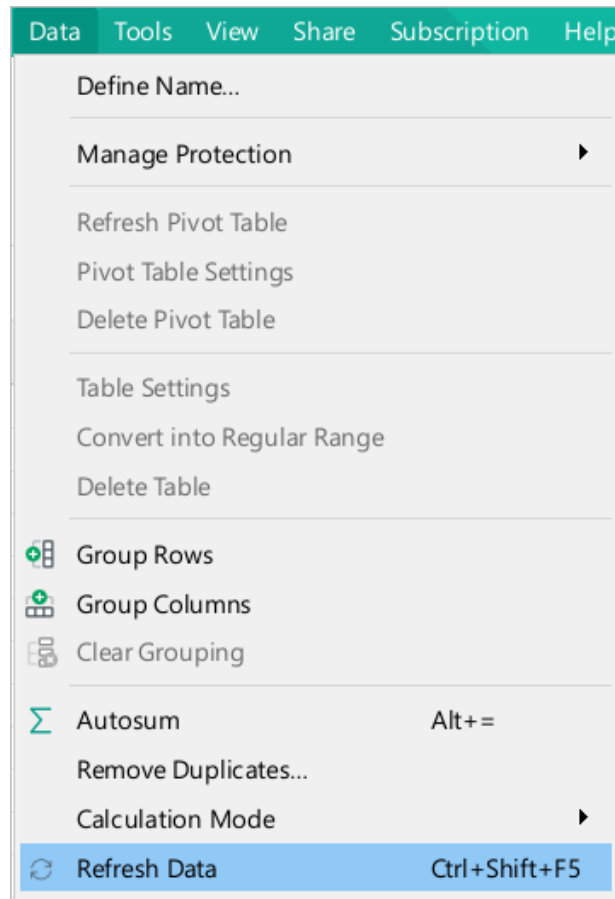 Data Tools View Share Subscription Help
Define Name...
Manage Protection
Refresh Pivot Table
Pivot Table Settings
Delete Pivot Table
Table Settings
Convert into Regular Range
Delete Table
Group Rows
Group Columns
Clear Grouping
Autosum Alt+=
Remove Duplicates...
Calculation Mode
Refresh Data Ctrl+Shift+F5